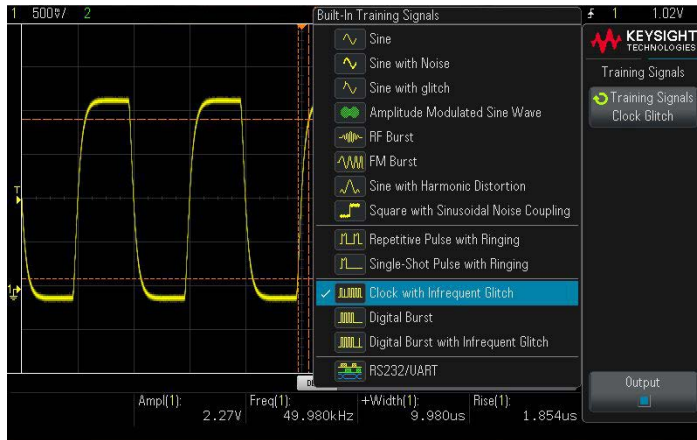 1 500mV/ 2
Built-In Training Signals
1 1.02V
KEYSIGHT
TECHNOLOGIES
Training Signals
Training Signals
Clock Glitch
Sine
Sine with Noise
Sine with glitch
Amplitude Modulated Sine Wave
RF Burst
FM Burst
Sine with Harmonic Distortion
Square with Sinusoidal Noise Coupling
Repetitive Pulse with Ringing
Single-Shot Pulse with Ringing
Clock with Infrequent Glitch
Digital Burst
Digital Burst with Infrequent Glitch
RS232/UART
T
1
Output
Ampl(1): Freq(1): +Width(1): Rise(1):
2.27V 49.980kHz 9.980us 1.854us